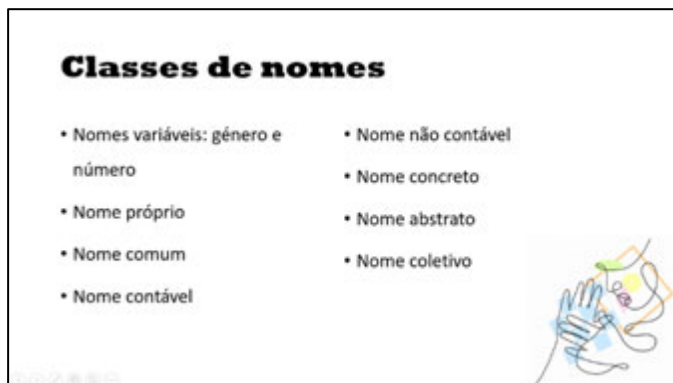 Classes de nomes
• Nomes variáveis: género e
número
• Nome próprio
• Nome comum
• Nome contável
• Nome não contável
• Nome concreto
• Nome abstrato
• Nome coletivo